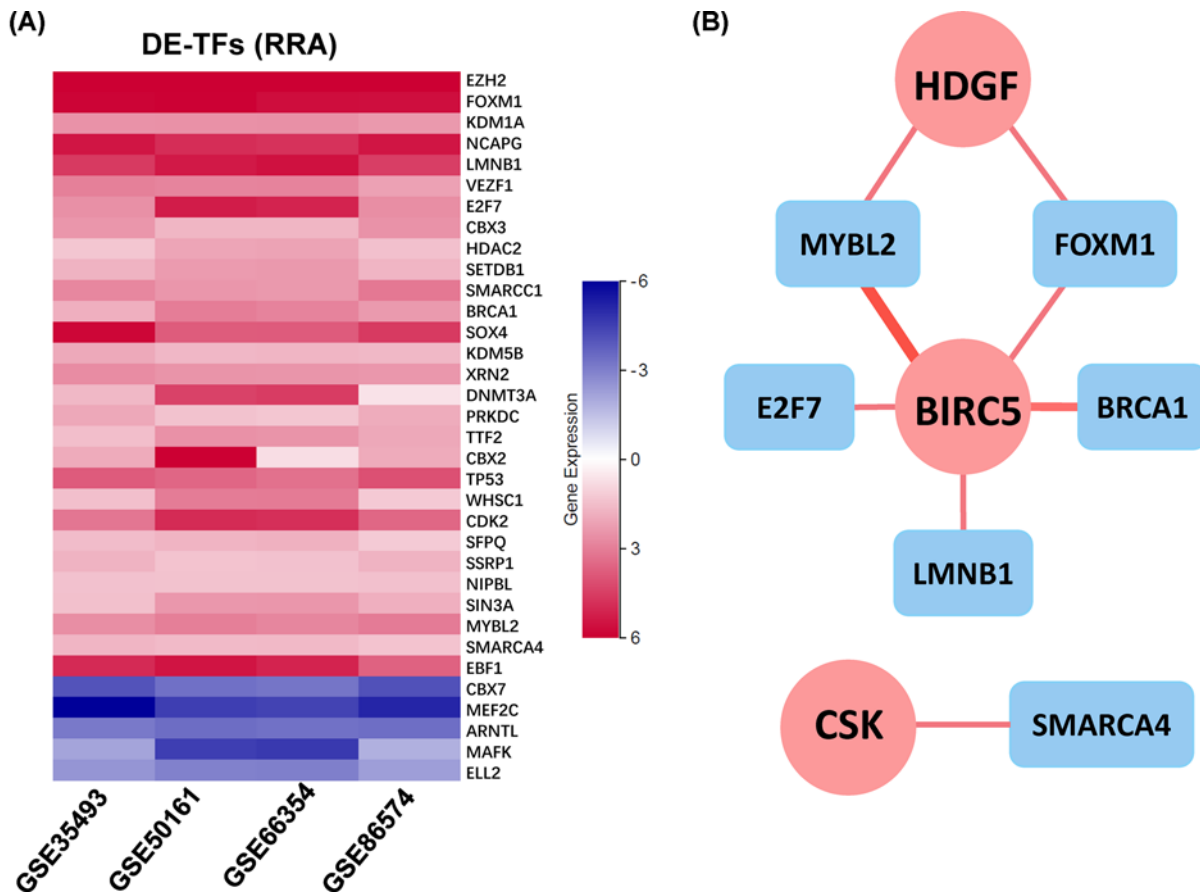 (A)
DE-TFs (RRA)
EZH2
FOXM1
KDM1A
NCAPG
LMNB1
VEZF1
E2F7
CBX3
HDAC2
SETDB1
SMARCC1
BRCA1
SOX4
KDM5B
XRN2
DNMT3A
PRKDC
TTF2
CBX2
TP53
WHSC1
CDK2
SFPQ
SSRP1
NIPBL
SIN3A
MYBL2
SMARCA4
EBF1
CBX7
MEF2C
ARNTL
MAFK
ELL2
GSE35493
GSE50161
GSE66354
GSE86574
Gene Expression
-6
-3
0
3
6
(B)
HDGF
MYBL2
FOXM1
E2F7
BIRC5
BRCA1
LMNB1
CSK
SMARCA4